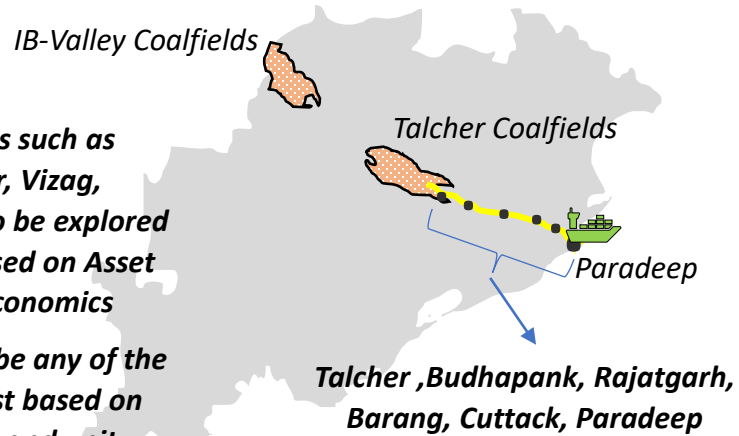 IB-Valley Coalfields
Talcher Coalfields
s such as
r, Vizag,
o be explored
sed on Asset
conomics
be any of the
st based on
Paradeep
Talcher ,Budhapank, Rajatgarh,
Barang, Cuttack, Paradeep